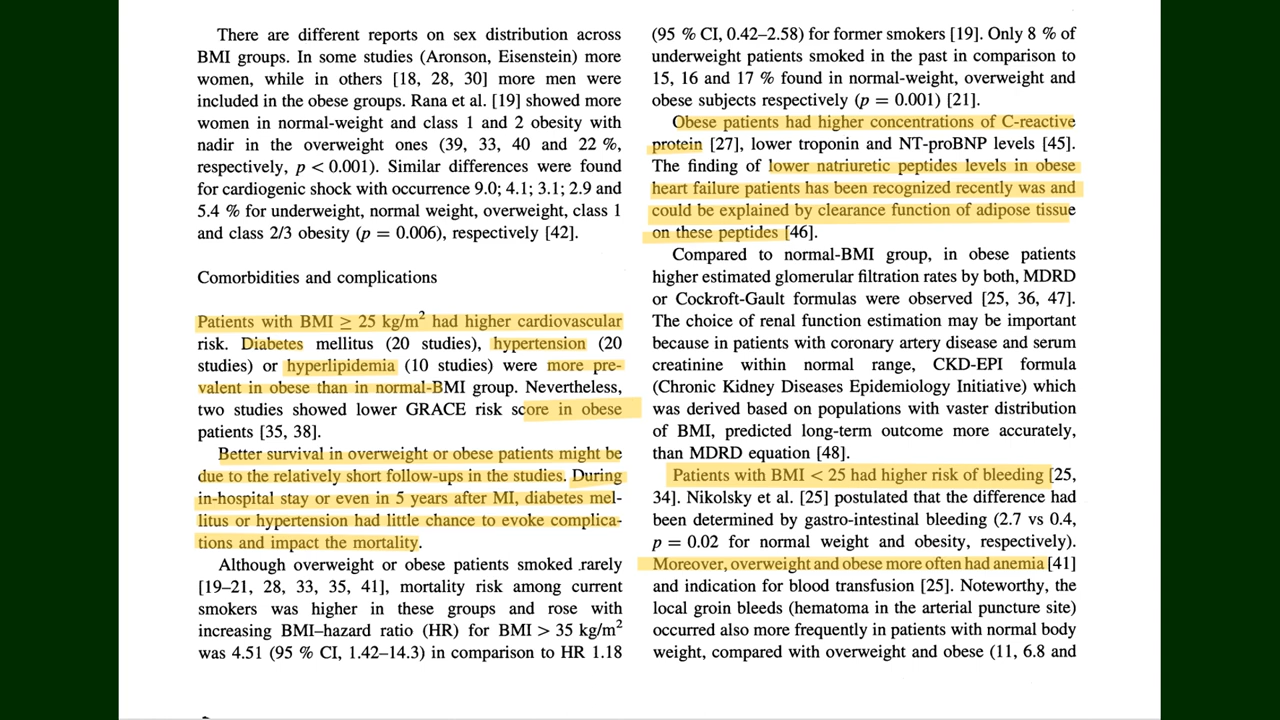 There are different reports on sex distribution across
BMI groups. In some studies (Aronson, Eisenstein) more
women, while in others [18, 28, 30] more men were
included in the obese groups. Rana et al. [19] showed more
women in normal-weight and class 1 and 2 obesity with
nadir in the overweight ones (39, 33, 40 and 22 %,
respectively, p < 0.001). Similar differences were found
for cardiogenic shock with occurrence 9.0; 4.1; 3.1; 2.9 and
5.4 % for underweight, normal weight, overweight, class 1
and class 2/3 obesity (p = 0.006), respectively [42].
Comorbidities and complications
Patients with BMI ≥ 25 kg/m² had higher cardiovascular
risk. Diabetes mellitus (20 studies), hypertension (20
studies) or hyperlipidemia (10 studies) were more pre-
valent in obese than in normal-BMI group. Nevertheless,
two studies showed lower GRACE risk score in obese
patients [35, 38].
Better survival in overweight or obese patients might be
due to the relatively short follow-ups in the studies. During
in-hospital stay or even in 5 years after MI, diabetes mel-
litus or hypertension had little chance to evoke complica-
tions and impact the mortality.
Although overweight or obese patients smoked rarely
[19–21, 28, 33, 35, 41], mortality risk among current
smokers was higher in these groups and rose with
increasing BMI–hazard ratio (HR) for BMI > 35 kg/m²
was 4.51 (95 % CI, 1.42–14.3) in comparison to HR 1.18
(95 % CI, 0.42–2.58) for former smokers [19]. Only 8 % of
underweight patients smoked in the past in comparison to
15, 16 and 17 % found in normal-weight, overweight and
obese subjects respectively (p = 0.001) [21].
Obese patients had higher concentrations of C-reactive
protein [27], lower troponin and NT-proBNP levels [45].
The finding of lower natriuretic peptides levels in obese
heart failure patients has been recognized recently was and
could be explained by clearance function of adipose tissue
on these peptides [46].
Compared to normal-BMI group, in obese patients
higher estimated glomerular filtration rates by both, MDRD
or Cockroft-Gault formulas were observed [25, 36, 47].
The choice of renal function estimation may be important
because in patients with coronary artery disease and serum
creatinine within normal range, CKD-EPI formula
(Chronic Kidney Diseases Epidemiology Initiative) which
was derived based on populations with vaster distribution
of BMI, predicted long-term outcome more accurately,
than MDRD equation [48].
Patients with BMI < 25 had higher risk of bleeding [25,
34]. Nikolsky et al. [25] postulated that the difference had
been determined by gastro-intestinal bleeding (2.7 vs 0.4,
p = 0.02 for normal weight and obesity, respectively).
Moreover, overweight and obese more often had anemia [41]
and indication for blood transfusion [25]. Noteworthy, the
local groin bleeds (hematoma in the arterial puncture site)
occurred also more frequently in patients with normal body
weight, compared with overweight and obese (11, 6.8 and